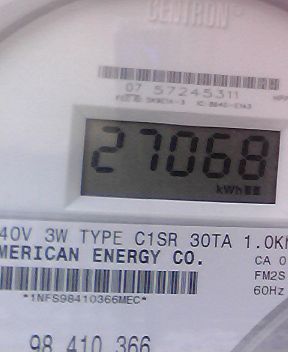 CENTRON®
07 57245311
27068
kWh
40V 3W TYPE C1SR 30TA 1.0K
MERICAN ENERGY CO.
CA 0
FM2S
60Hz
*1NFS98410366MEC*
98 410 366